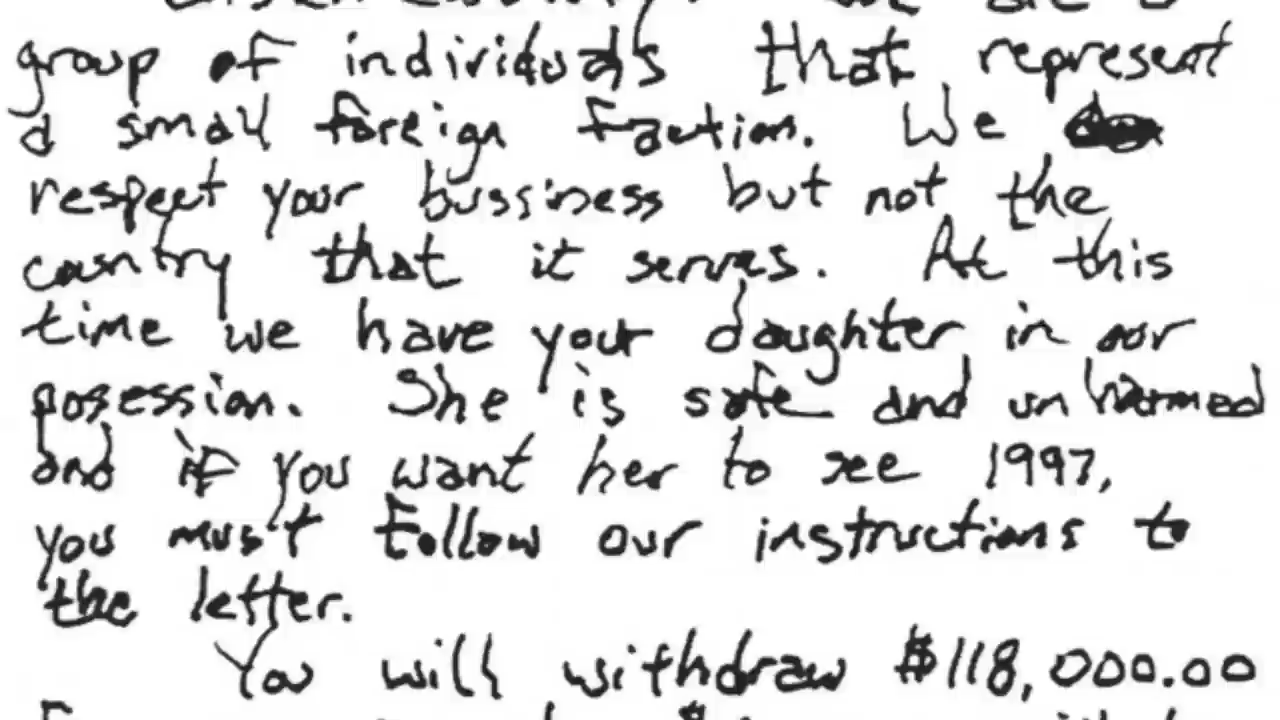 We are a
group of individuals that represent
a small foreign faction. We
respect your bussiness but not the
country that it serves. At this
time we have your daughter in our
posession. She is safe and unharmed
and if you want her to see 1997,
you must follow our instructions to
the letter.
You will withdraw $118,000.00